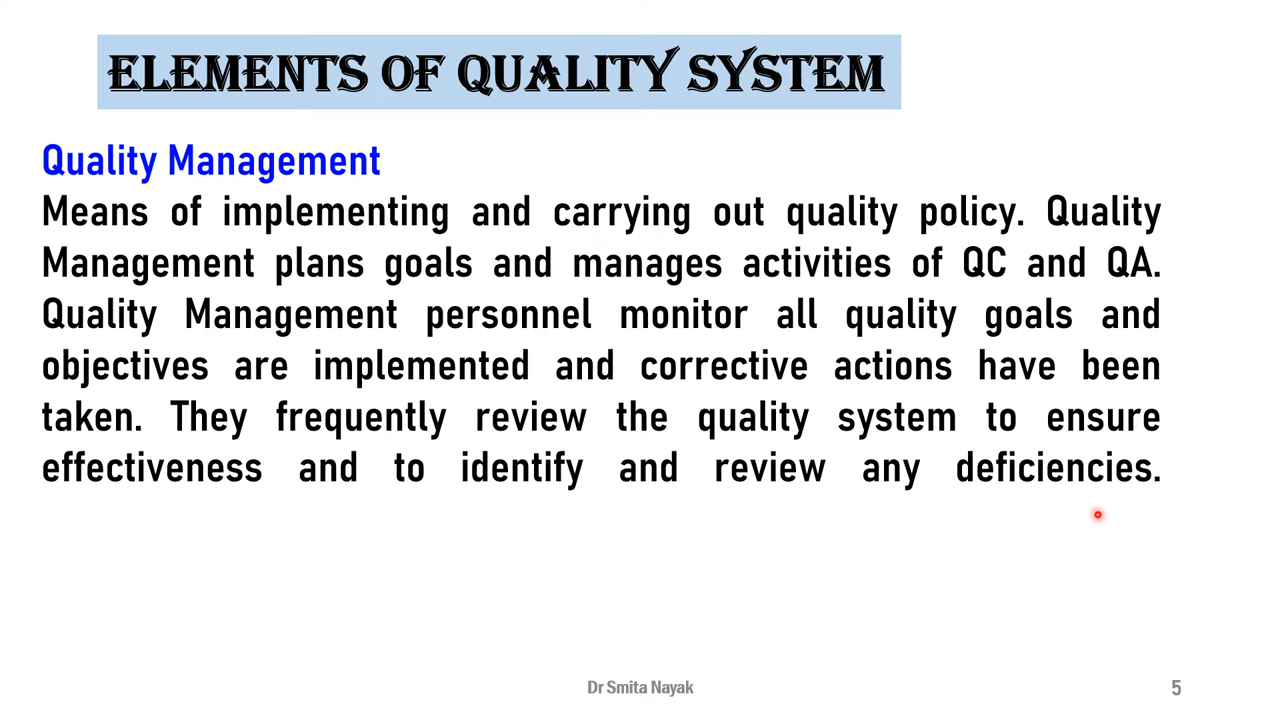 ELEMENTS OF QUALITY SYSTEM
Quality Management
Means of implementing and carrying out quality policy. Quality
Management plans goals and manages activities of QC and QA.
Quality Management personnel monitor all quality goals and
objectives are implemented and corrective actions have been
taken. They frequently review the quality system to ensure
effectiveness and to identify and review any deficiencies.
Dr Smita Nayak
5